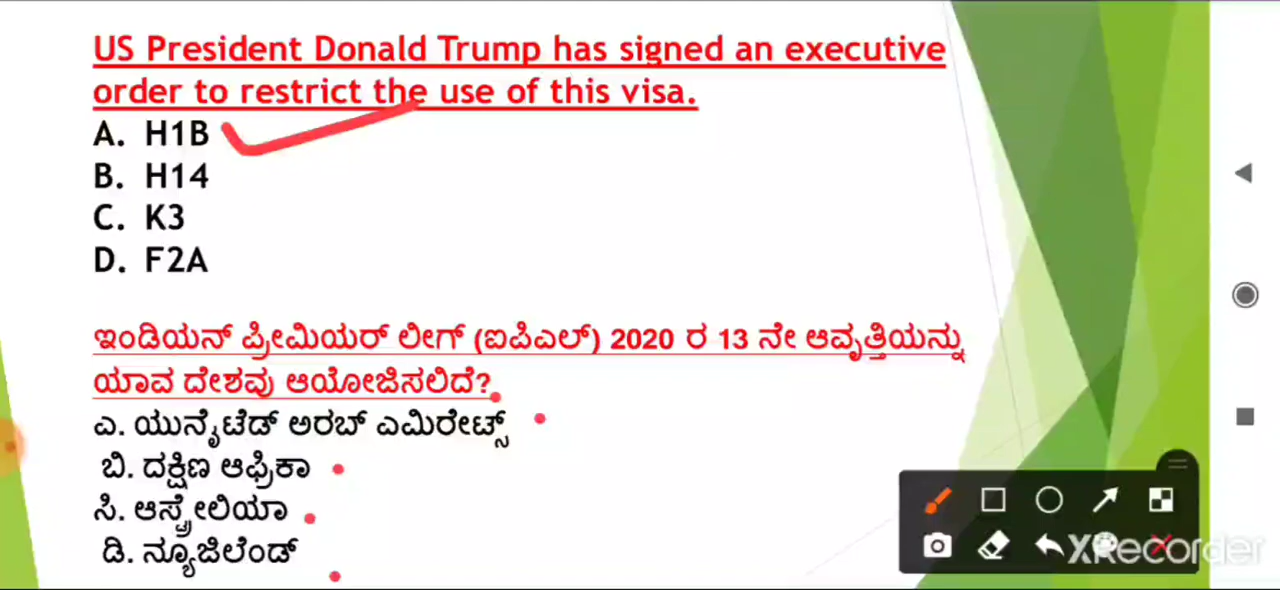 US President Donald Trump has signed an executive
order to restrict the use of this visa.
A. H1B
B. H14
C. K3
D. F2A
ಇಂಡಿಯನ್ ಪ್ರೀಮಿಯರ್ ಲೀಗ್ (ಐಪಿಎಲ್) 2020 ರ 13 ನೇ ಆವೃತ್ತಿಯನ್ನು
ಯಾವ ದೇಶವು ಆಯೋಜಿಸಲಿದೆ?
ಎ. ಯುನೈಟೆಡ್ ಅರಬ್ ಎಮಿರೇಟ್ಸ್
ಬಿ. ದಕ್ಷಿಣ ಆಫ್ರಿಕಾ
ಸಿ. ಆಸ್ಟ್ರೇಲಿಯಾ
ಡಿ. ನ್ಯೂಜಿಲೆಂಡ್
XRecorder